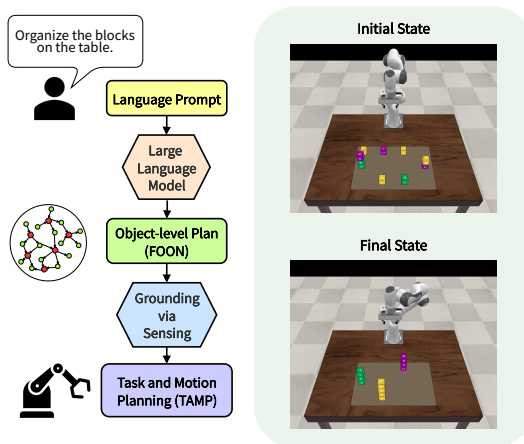 Organize the blocks
on the table.
Language Prompt
Large
Language
Model
Object-level Plan
(FOON)
Grounding
via
Sensing
Task and Motion
Planning (TAMP)
Initial State
Final State